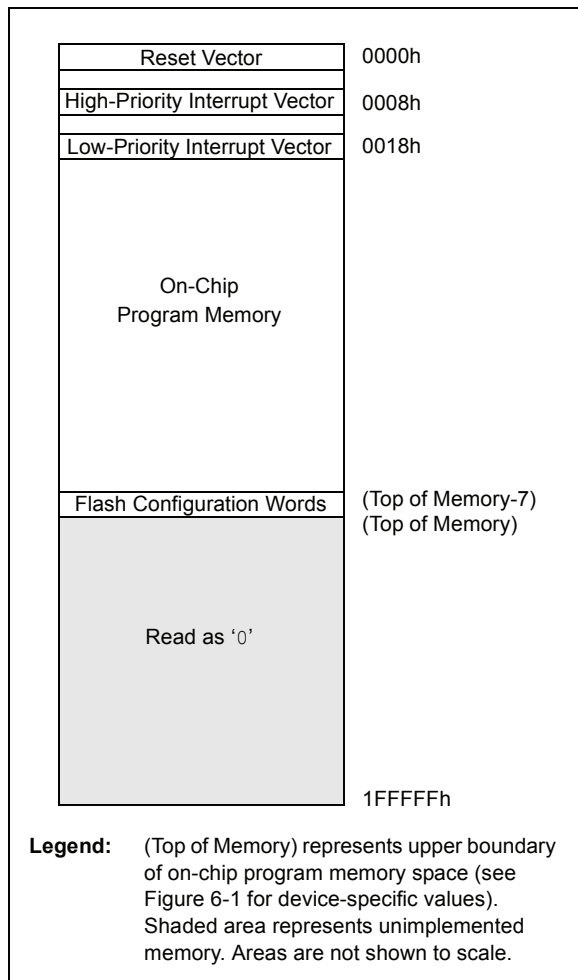 Reset Vector 0000h
High-Priority Interrupt Vector 0008h
Low-Priority Interrupt Vector 0018h
On-Chip
Program Memory
Flash Configuration Words (Top of Memory-7)
(Top of Memory)
Read as ‘0’
1FFFFFh
Legend: (Top of Memory) represents upper boundary
of on-chip program memory space (see
Figure 6-1 for device-specific values).
Shaded area represents unimplemented
memory. Areas are not shown to scale.